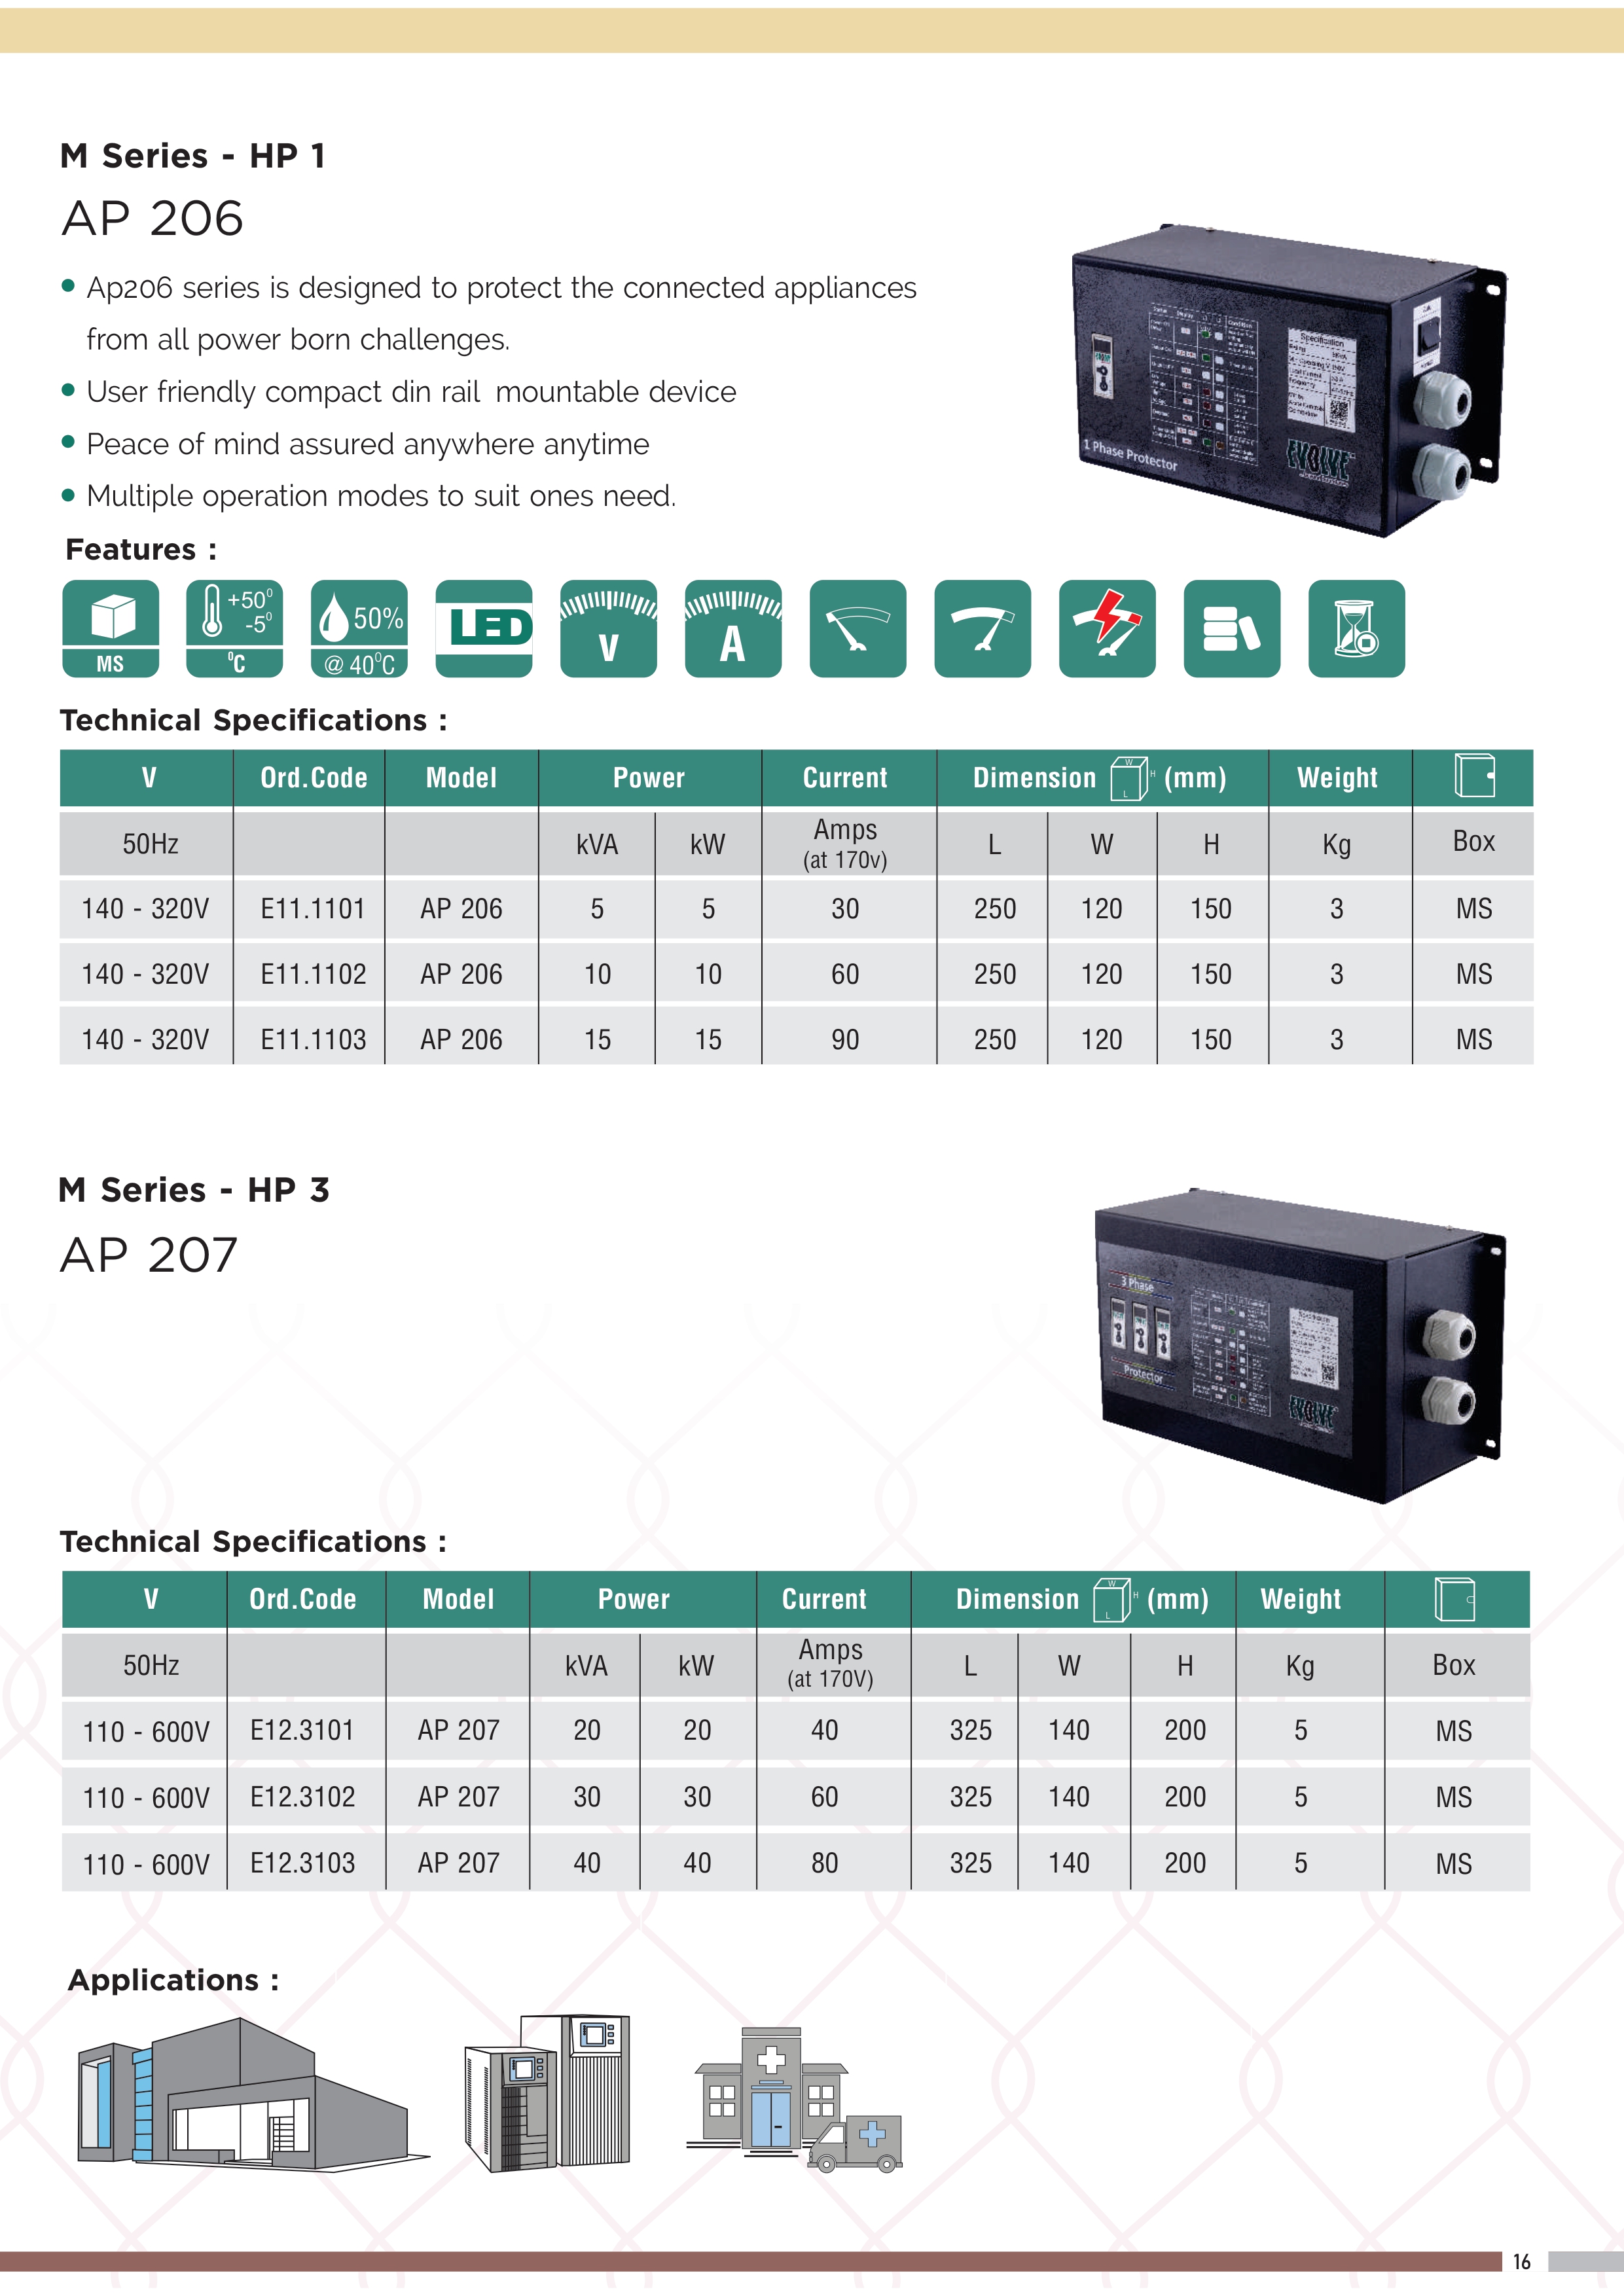 M Series - HP 1
AP 206
Ap206 series is designed to protect the connected appliances
from all power born challenges.
User friendly compact din rail mountable device
Peace of mind assured anywhere anytime
Multiple operation modes to suit ones need.
1 Phase Protector
Specification
EVOLVE
Features :
MS
+50⁰
-5⁰
⁰C
50%
@ 40⁰C
LED
V
A
Technical Specifications :
V Ord.Code Model Power Current Dimension W H L (mm) Weight
50Hz kVA kW Amps (at 170v) L W H Kg Box
140 - 320V E11.1101 AP 206 5 5 30 250 120 150 3 MS
140 - 320V E11.1102 AP 206 10 10 60 250 120 150 3 MS
140 - 320V E11.1103 AP 206 15 15 90 250 120 150 3 MS
M Series - HP 3
AP 207
3 Phase
Protector
EVOLVE
Technical Specifications :
V Ord.Code Model Power Current Dimension W H L (mm) Weight
50Hz kVA kW Amps (at 170V) L W H Kg Box
110 - 600V E12.3101 AP 207 20 20 40 325 140 200 5 MS
110 - 600V E12.3102 AP 207 30 30 60 325 140 200 5 MS
110 - 600V E12.3103 AP 207 40 40 80 325 140 200 5 MS
Applications :
16